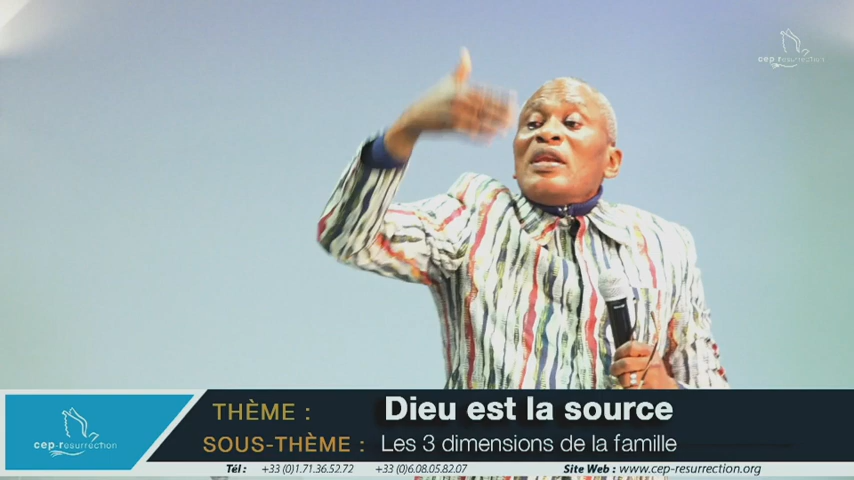 cep-resurrection
THÈME : Dieu est la source
cep-resurrection
SOUS-THÈME : Les 3 dimensions de la famille
Tél : +33 (0)1.71.36.52.72 +33 (0)6.08.05.82.07 Site Web : www.cep-resurrection.org